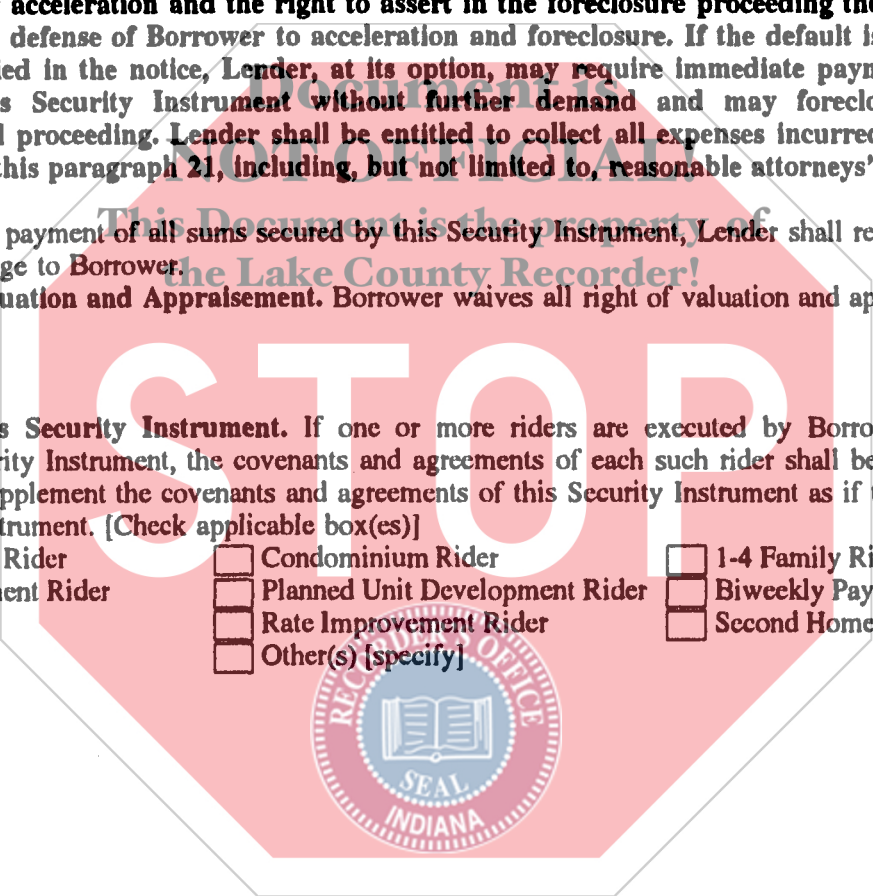 acceleration and the right to assert in the foreclosure proceeding the
defense of Borrower to acceleration and foreclosure. If the default is
ied in the notice, Lender, at its option, may require immediate paym
s Security Instrument without further demand and may foreclo
l proceeding. Lender shall be entitled to collect all expenses incurred
this paragraph 21, including, but not limited to, reasonable attorneys'
payment of all sums secured by this Security Instrument, Lender shall re
ge to Borrower.
uation and Appraisement. Borrower waives all right of valuation and ap
Document is
NOT OFFICIAL!
This Document is the property of
the Lake County Recorder!
STOP
s Security Instrument. If one or more riders are executed by Borro
rity Instrument, the covenants and agreements of each such rider shall be
pplement the covenants and agreements of this Security Instrument as if t
trument. [Check applicable box(es)]
Rider Condominium Rider 1-4 Family Ri
ent Rider Planned Unit Development Rider Biweekly Pay
Rate Improvement Rider Second Home
Other(s) [specify]
RECORDER'S OFFICE
SEAL
INDIANA